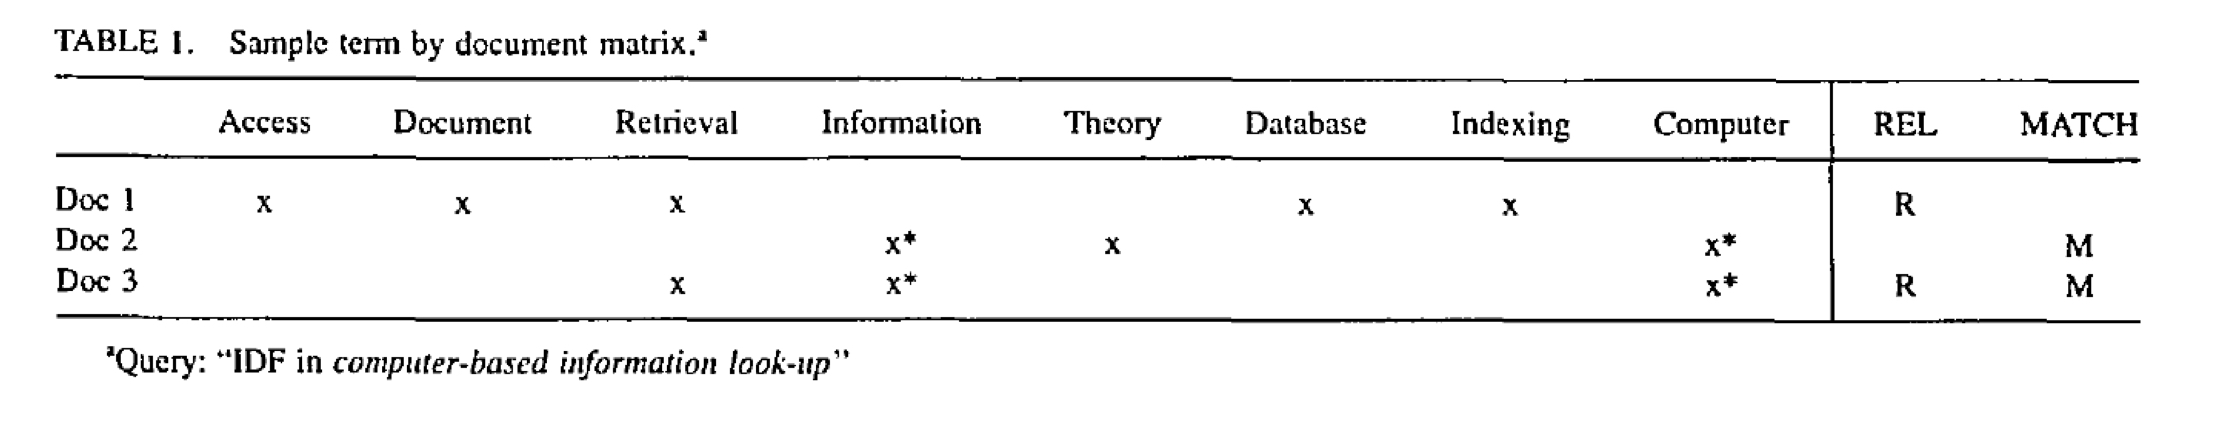 TABLE 1. Sample term by document matrix.ª
Access Document Retrieval Information Theory Database Indexing Computer REL MATCH
Doc 1 x x x x x R
Doc 2 x* x x* M
Doc 3 x x* x* R M
ªQuery: “IDF in computer-based information look-up”